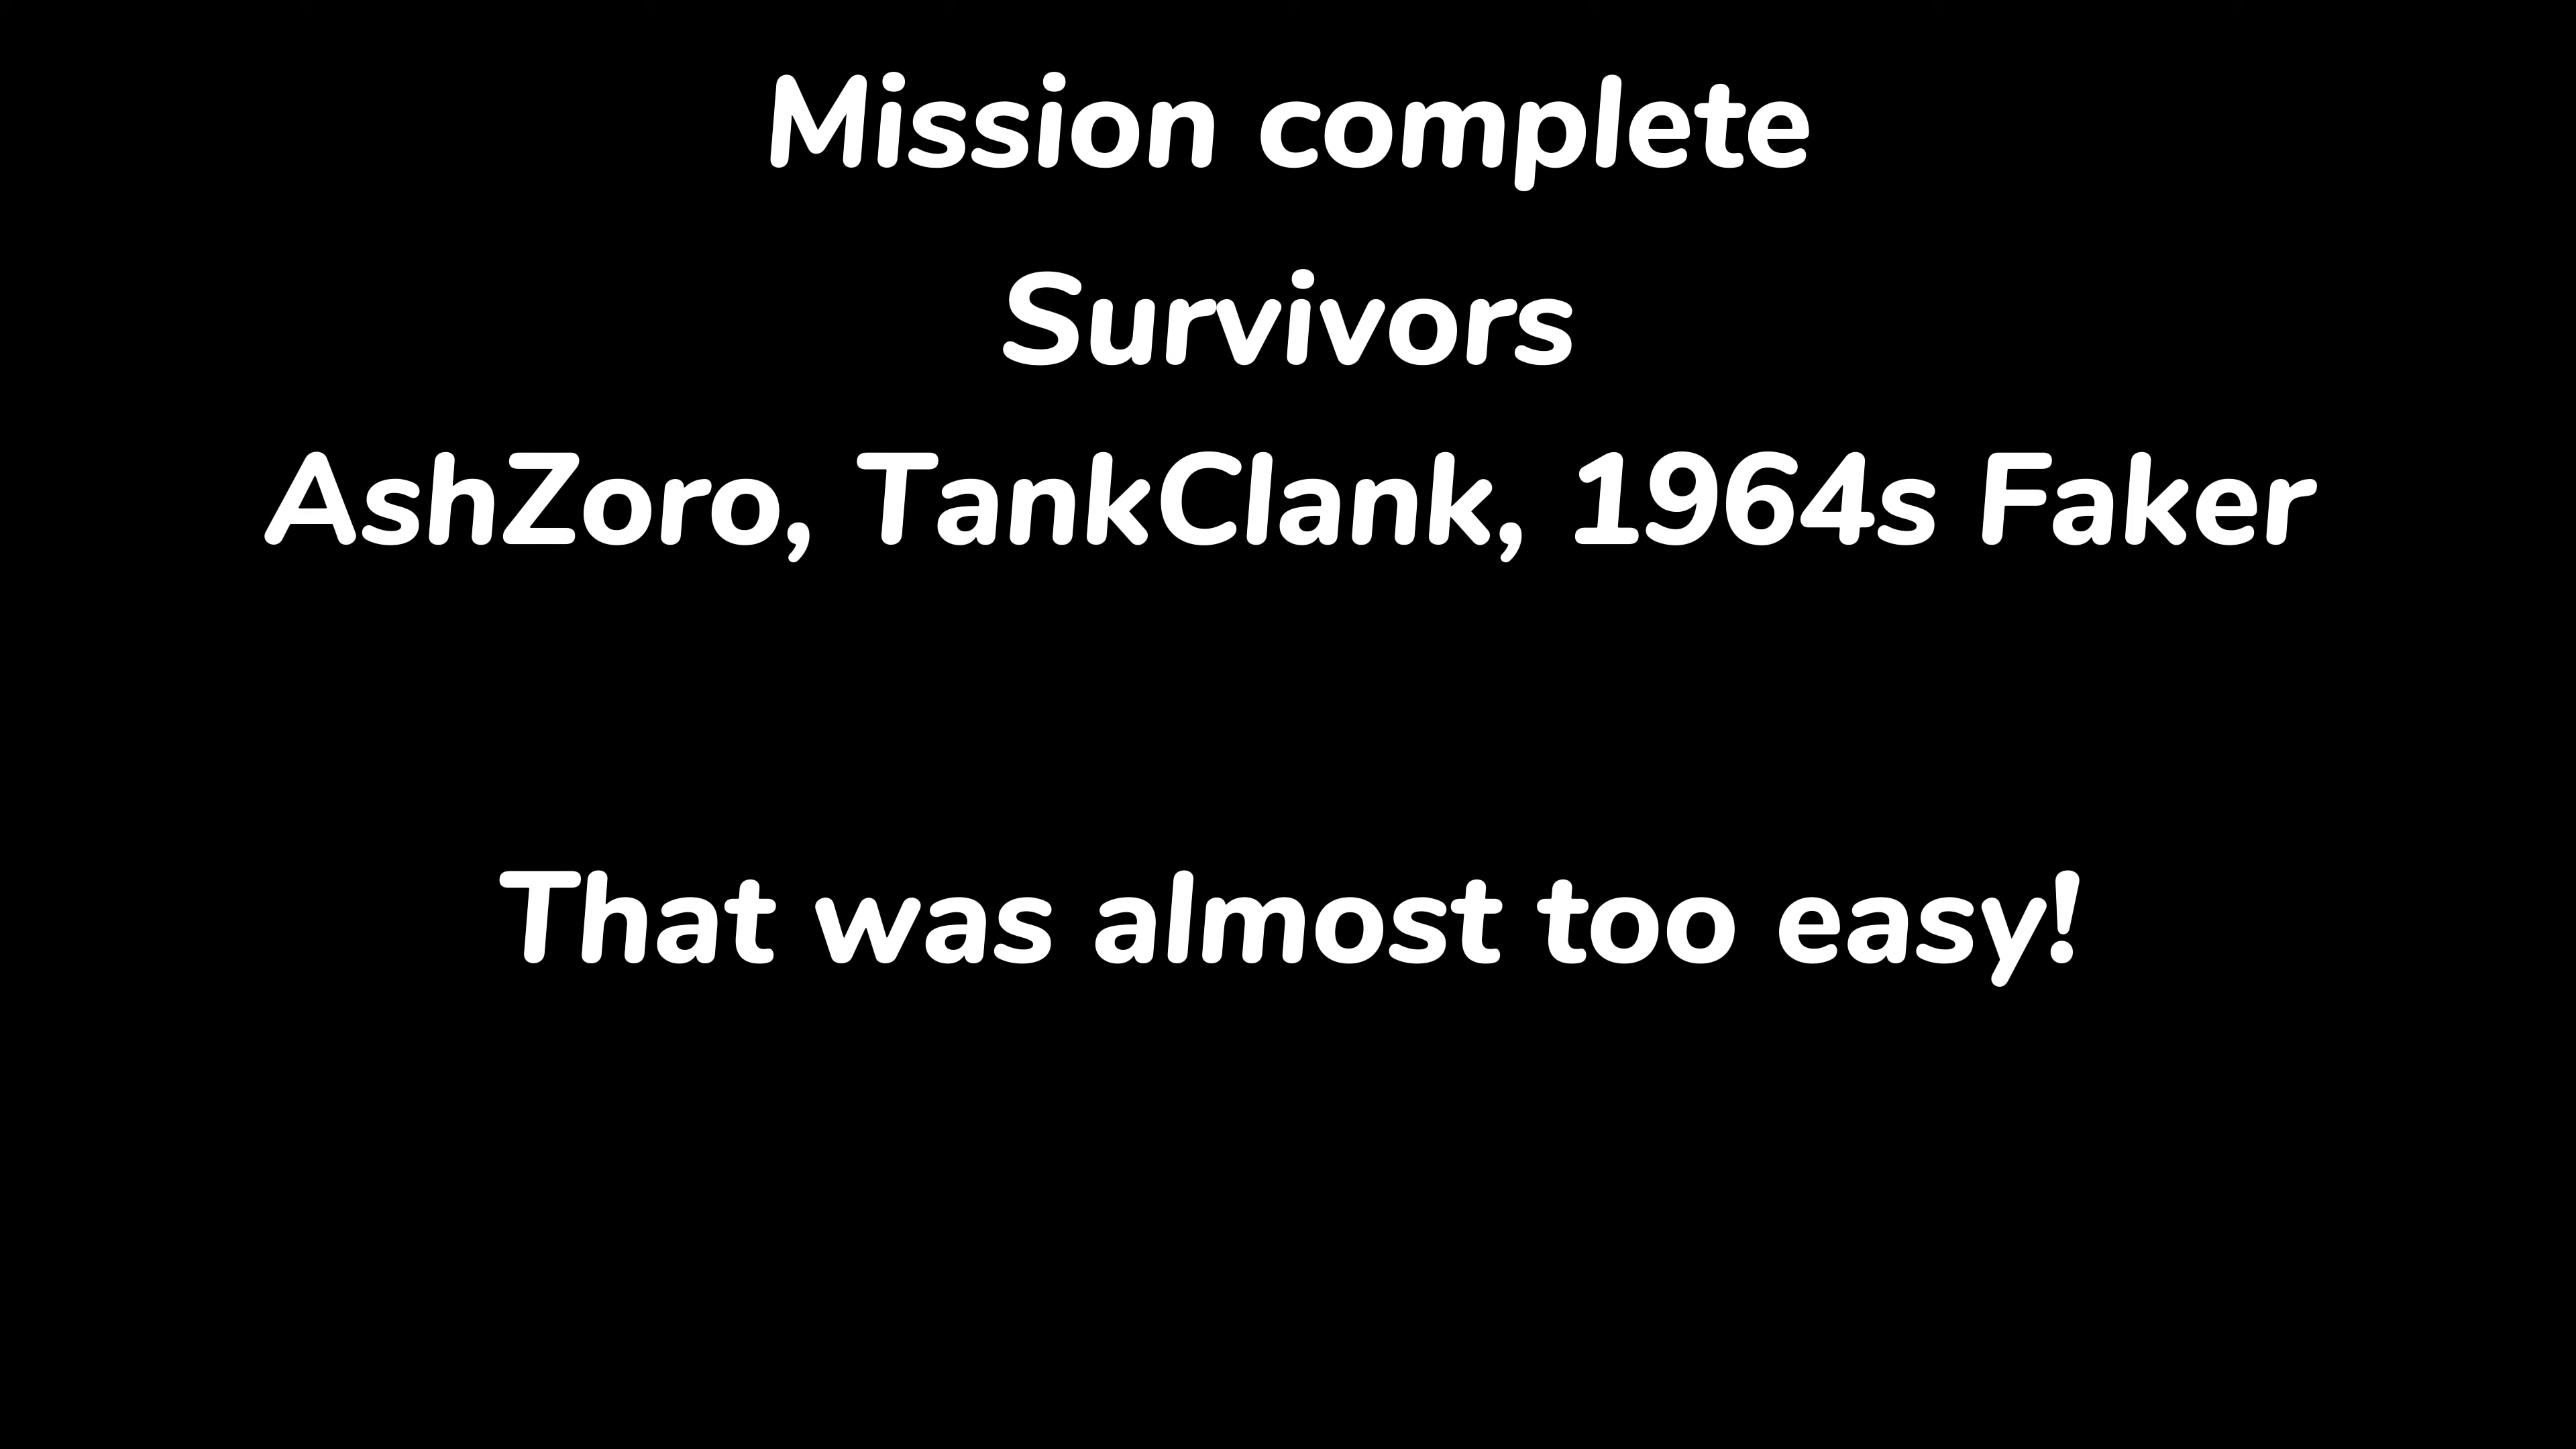 Mission complete
Survivors
AshZoro, TankClank, 1964s Faker
That was almost too easy!